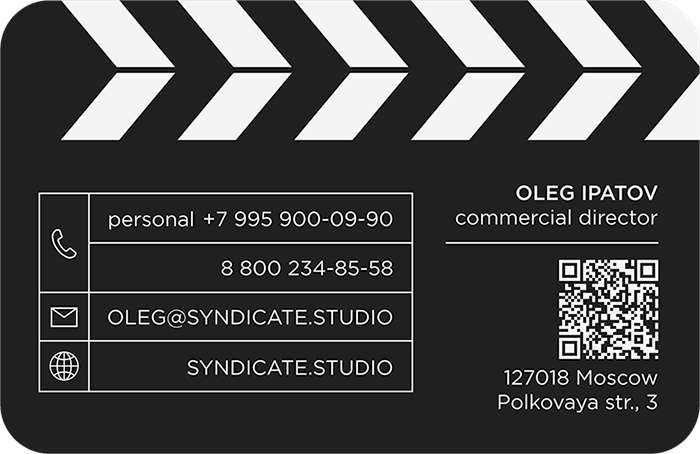 personal +7 995 900-09-90
8 800 234-85-58
OLEG@SYNDICATE.STUDIO
SYNDICATE.STUDIO
OLEG IPATOV
commercial director
127018 Moscow
Polkovaya str., 3